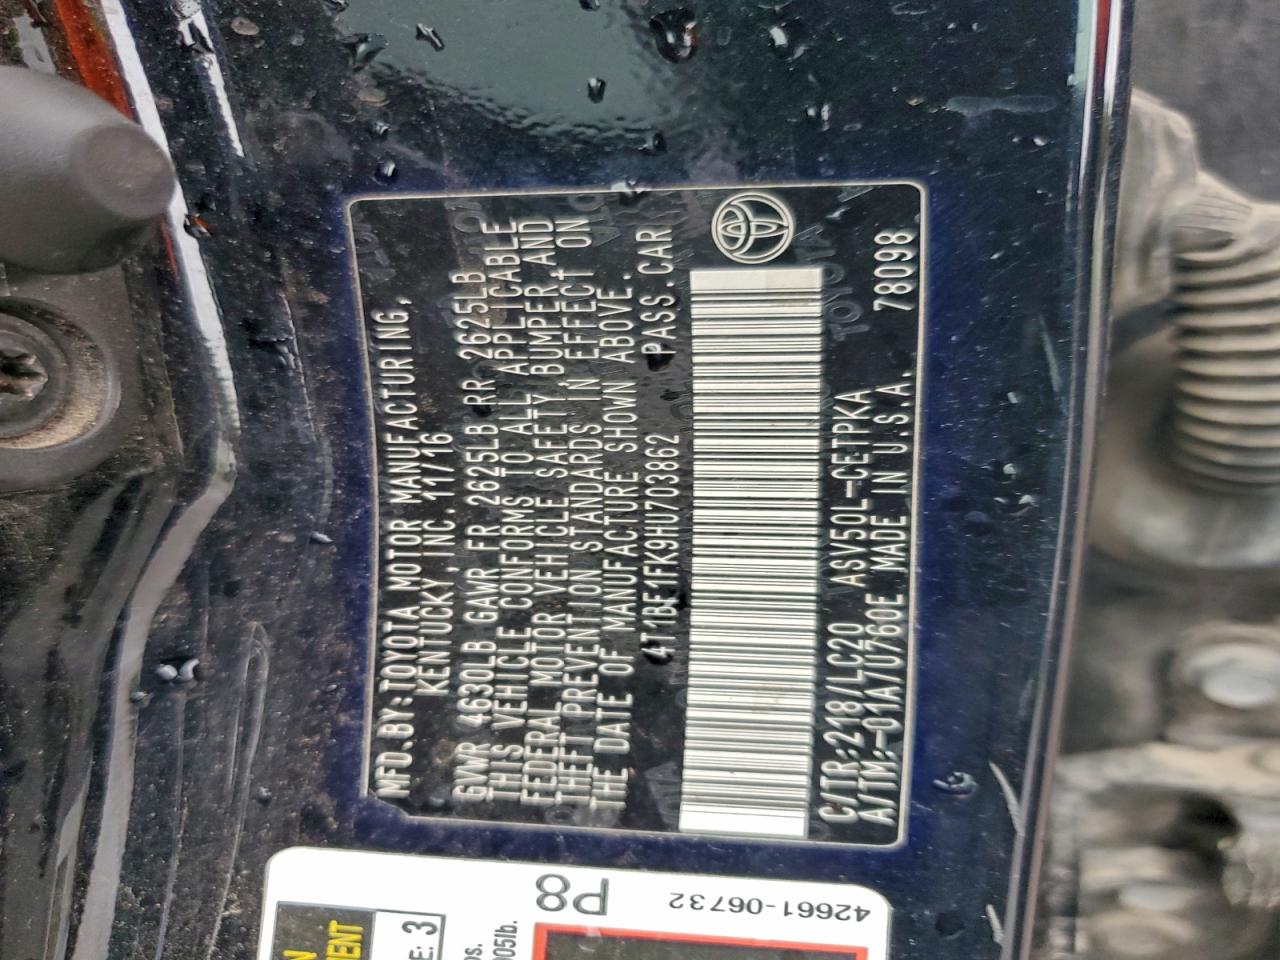 MFD.BY:TOYOTA MOTOR MANUFACTURING,
KENTUCKY,INC. 11/16
GVWR 4630LB GAWR FR 2625LB RR 2625LB
THIS VEHICLE CONFORMS TO ALL APPLICABLE
FEDERAL MOTOR VEHICLE SAFETY, BUMPER, AND
THEFT PREVENTION STANDARDS IN EFFECT ON
THE DATE OF MANUFACTURE SHOWN ABOVE.
4T1BF1FK9HU703862 PASS.CAR
C/TR:218/LC20 ASV50L-CETPKA
A/TM:-01A/U760E MADE IN U.S.A. 78098
P8
42661-06732
E: 3